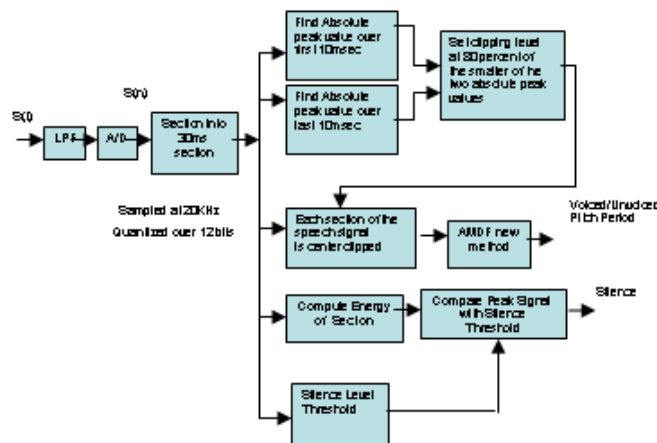 Find Absolute
peak value over
first 10msec
Set clipping level
at 80 percent of
the smaller of he
two absolute peak
values
S(n)
S(t)
LPF
A/D
Section into
30ms
section
Find Absolute
peak value over
last 10msec
Sampled at 20KHz
Quantized over 12bits
Each section of the
speech signal
is center clipped
AMDF new
method
Voiced/Unvoiced
Pitch Period
Compute Energy
of Section
Compare Peak Signal
with Silence
Threshold
Silence
Silence Level
Threshold